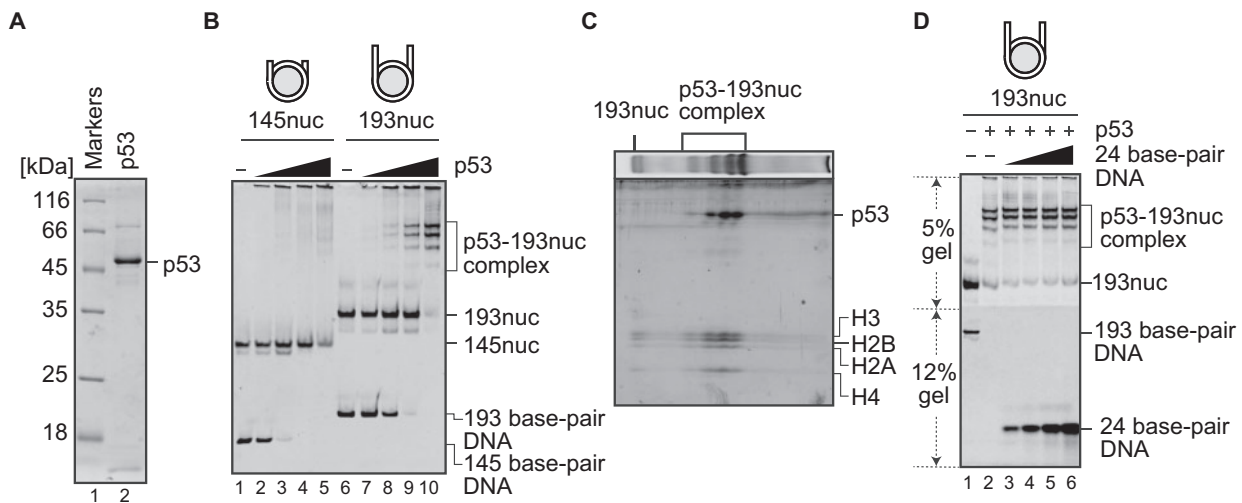 A
Markers
p53
[kDa]
116
66
45
35
25
18
p53
1 2
B
145nuc
193nuc
–
–
p53
p53-193nuc
complex
193nuc
145nuc
193 base-pair
DNA
145 base-pair
DNA
1 2 3 4 5 6 7 8 9 10
C
193nuc
p53-193nuc
complex
p53
H3
H2B
H2A
H4
D
193nuc
– + + + + + p53
– – 24 base-pair
DNA
5%
gel
12%
gel
p53-193nuc
complex
193nuc
193 base-pair
DNA
24 base-pair
DNA
1 2 3 4 5 6